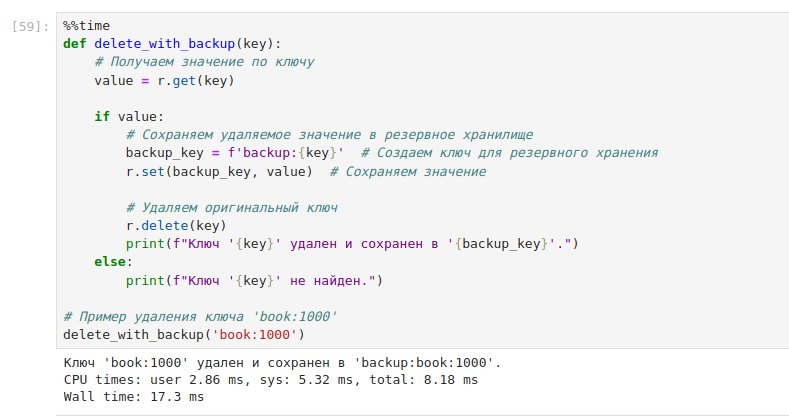 [59]: %%time
def delete_with_backup(key):
    # Получаем значение по ключу
    value = r.get(key)

    if value:
        # Сохраняем удаляемое значение в резервное хранилище
        backup_key = f'backup:{key}'  # Создаем ключ для резервного хранения
        r.set(backup_key, value)  # Сохраняем значение

        # Удаляем оригинальный ключ
        r.delete(key)
        print(f"Ключ '{key}' удален и сохранен в '{backup_key}'.")
    else:
        print(f"Ключ '{key}' не найден.")

# Пример удаления ключа 'book:1000'
delete_with_backup('book:1000')
Ключ 'book:1000' удален и сохранен в 'backup:book:1000'.
CPU times: user 2.86 ms, sys: 5.32 ms, total: 8.18 ms
Wall time: 17.3 ms